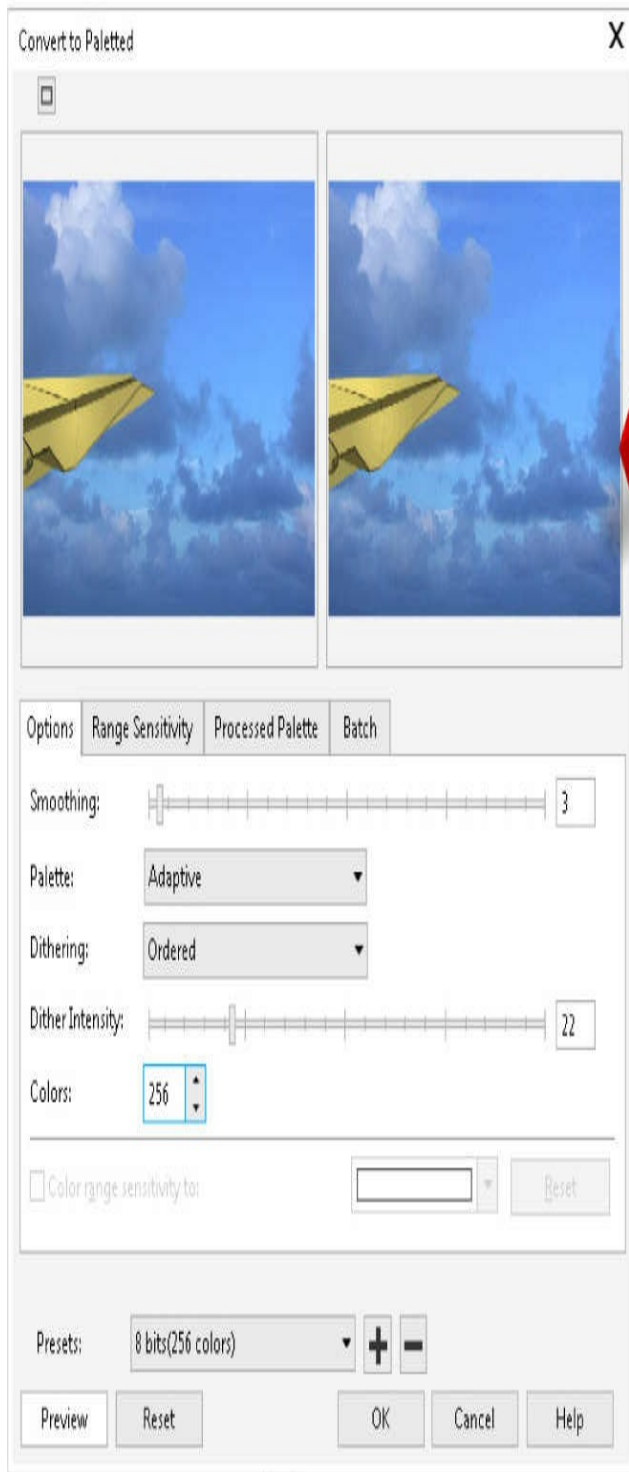 Convert to Paletted X
Options Range Sensitivity Processed Palette Batch
Smoothing: 3
Palette: Adaptive
Dithering: Ordered
Dither Intensity: 22
Colors: 256
Color range sensitivity to: Reset
Presets: 8 bits(256 colors) + −
Preview Reset OK Cancel Help